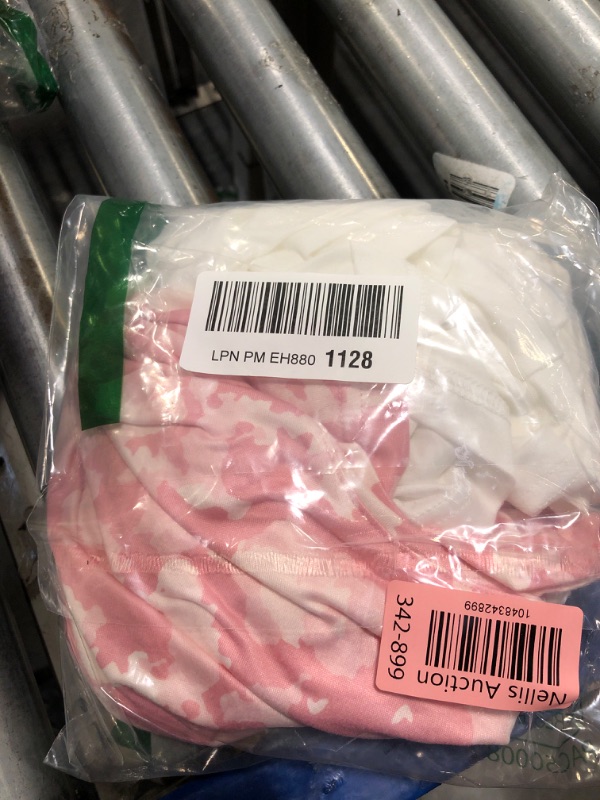 LPN PM EH880 1128
Nellis Auction
1048342899
342-899